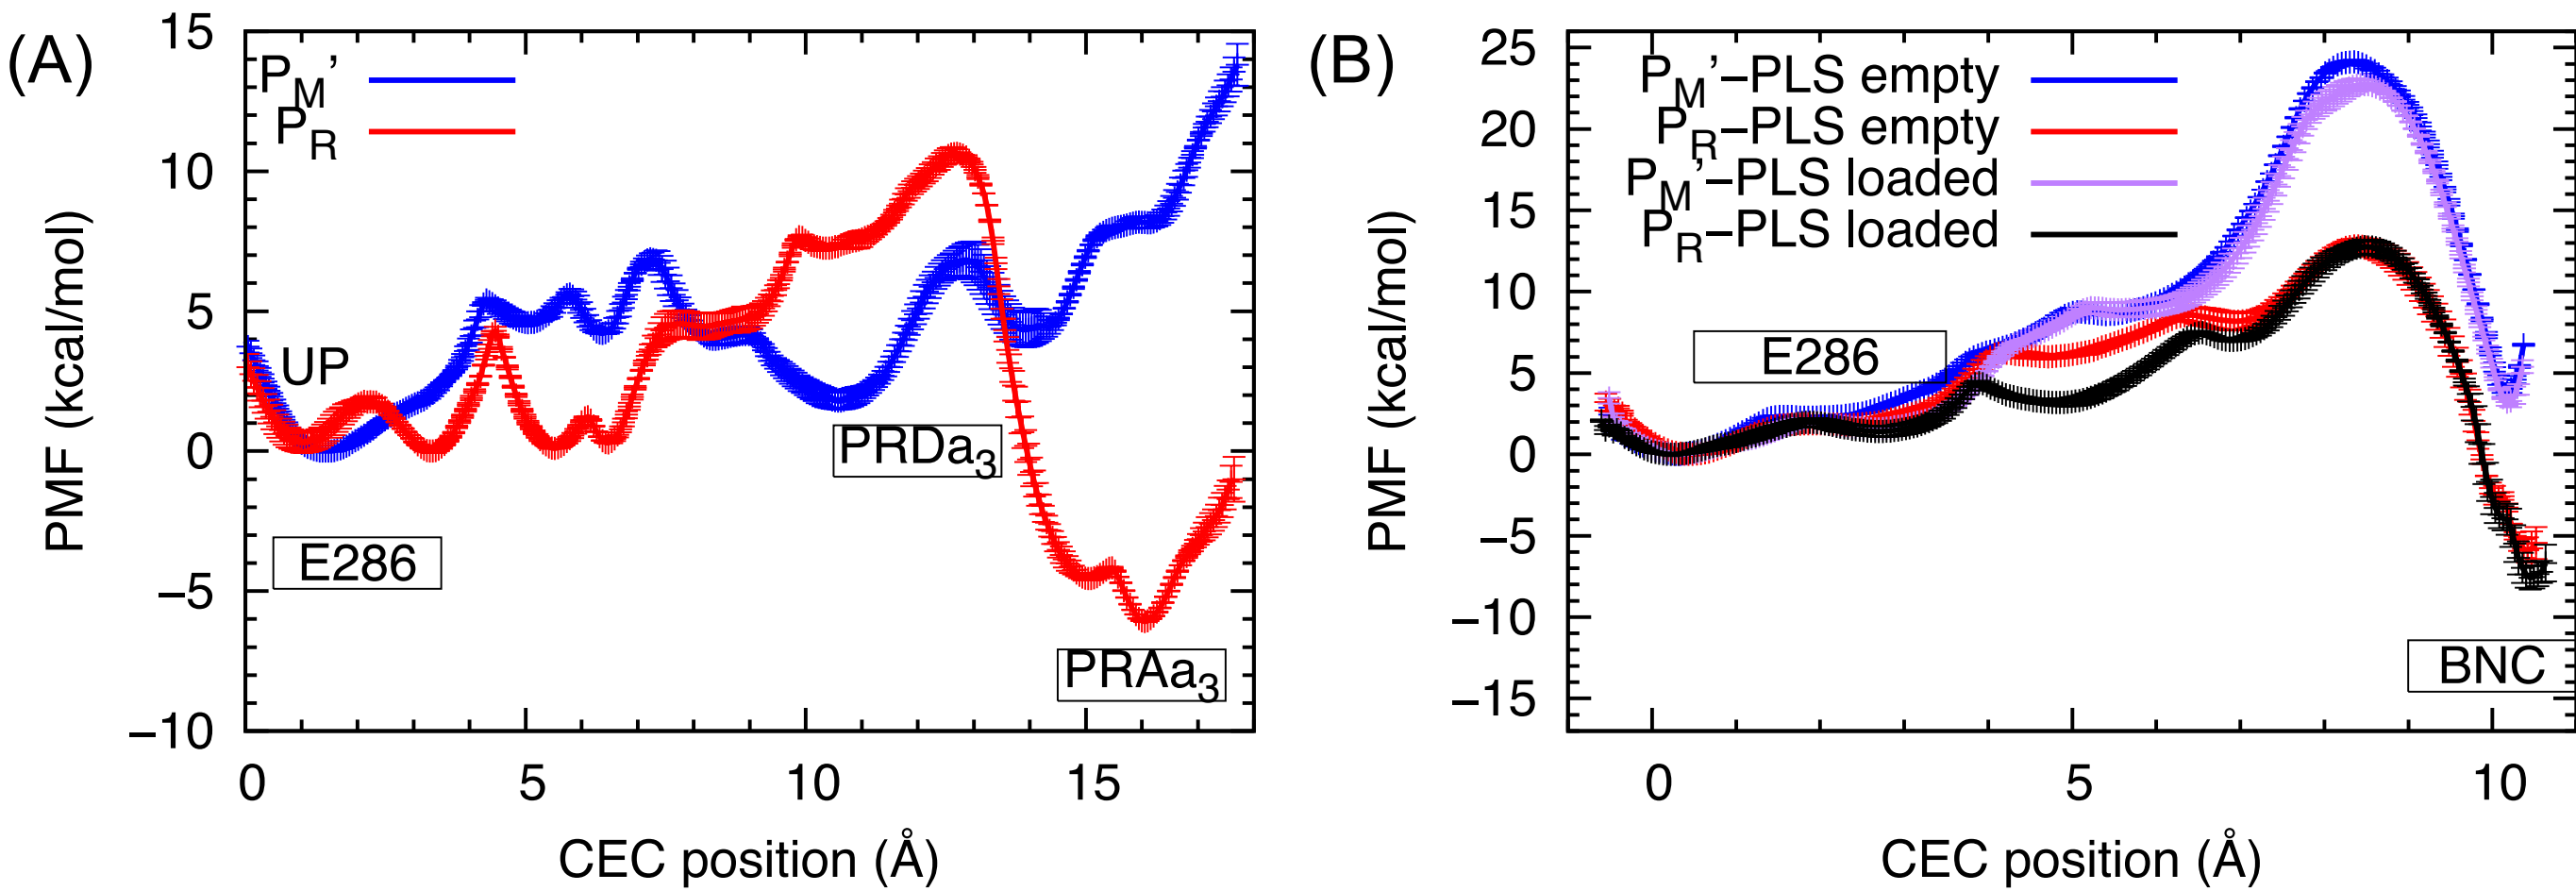 (A)
15
10
5
0
−5
−10
PMF (kcal/mol)
PM’
PR
UP
E286
PRDa3
PRAa3
0 5 10 15
CEC position (Å)
(B)
25
20
15
10
5
0
−5
−10
−15
PMF (kcal/mol)
PM’−PLS empty
PR−PLS empty
PM’−PLS loaded
PR−PLS loaded
E286
BNC
0 5 10
CEC position (Å)